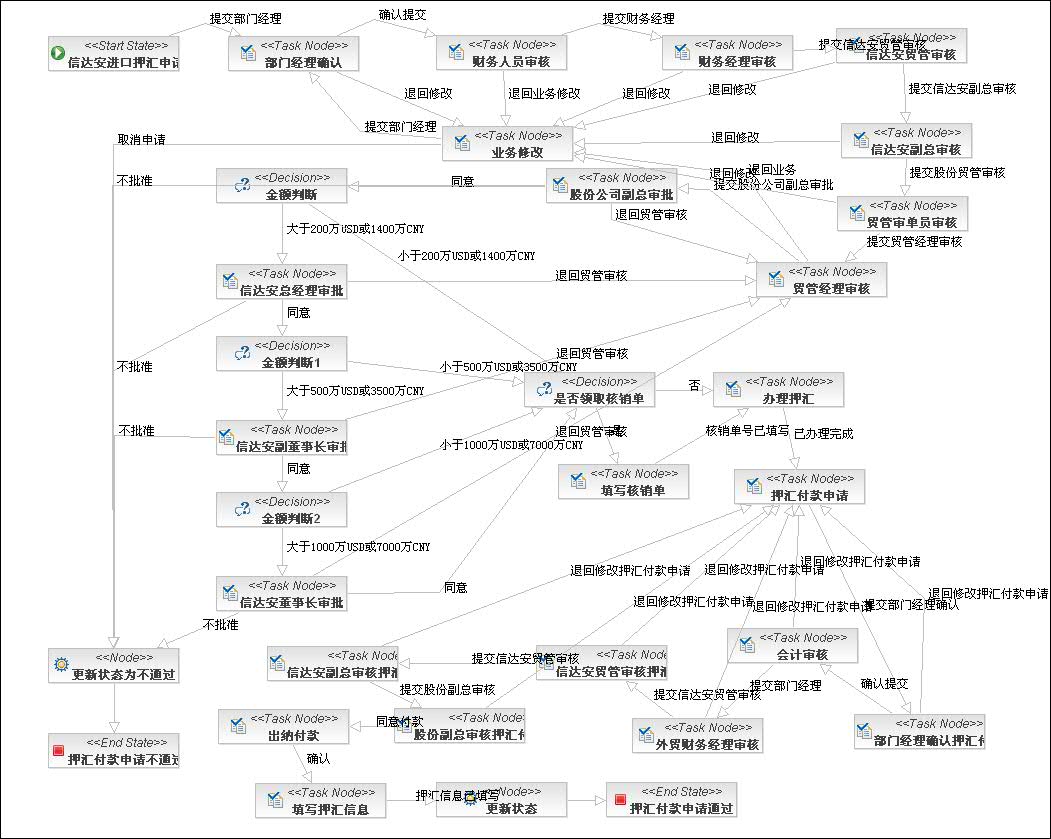 提交部门经理
确认提交
提交财务经理
<<Start State>>
信达安进口押汇申请
<<Task Node>>
部门经理确认
<<Task Node>>
财务人员审核
<<Task Node>>
财务经理审核
提交信达安贸管审核
<<Task Node>>
信达安贸管审核
退回修改
退回业务修改
退回修改
退回修改
提交信达安副总审核
提交部门经理
取消申请
<<Task Node>>
业务修改
退回修改
<<Task Node>>
信达安副总审核
不批准
<<Decision>>
金额判断
同意
<<Task Node>>
股份公司副总审批
退回业务
退回修改
提交股份公司副总审批
提交股份贸管审核
退回贸管审核
<<Task Node>>
贸管审单员审核
大于200万USD或1400万CNY
小于200万USD或1400万CNY
提交贸管经理审核
<<Task Node>>
信达安总经理审批
退回贸管审核
<<Task Node>>
贸管经理审核
同意
<<Decision>>
金额判断1
不批准
退回贸管审核
小于500万USD或3500万CNY
大于500万USD或3500万CNY
<<Decision>>
是否领取核销单
否
<<Task Node>>
办理押汇
不批准
<<Task Node>>
信达安副董事长审批
小于1000万USD或7000万CNY
退回贸管审核
是
核销单号已填写
已办理完成
同意
<<Task Node>>
填写核销单
<<Task Node>>
押汇付款申请
<<Decision>>
金额判断2
大于1000万USD或7000万CNY
<<Task Node>>
信达安董事长审批
同意
退回修改押汇付款申请
退回修改押汇付款申请
退回修改押汇付款申请
退回修改押汇付款申请
退回修改押汇付款申请
提交部门经理确认
退回修改押汇付款申请
不批准
<<Node>>
更新状态为不通过
<<Task Node>>
信达安副总审核押汇
提交信达安贸管审核
<<Task Node>>
信达安贸管审核押汇
<<Task Node>>
会计审核
提交股份副总审核
提交信达安贸管审核
提交部门经理
确认提交
<<Task Node>>
出纳付款
同意付款
<<Task Node>>
股份副总审核押汇付
<<Task Node>>
外贸财务经理审核
<<Task Node>>
部门经理确认押汇付
<<End State>>
押汇付款申请不通过
确认
<<Task Node>>
填写押汇信息
押汇信息已填写
<<Node>>
更新状态
<<End State>>
押汇付款申请通过